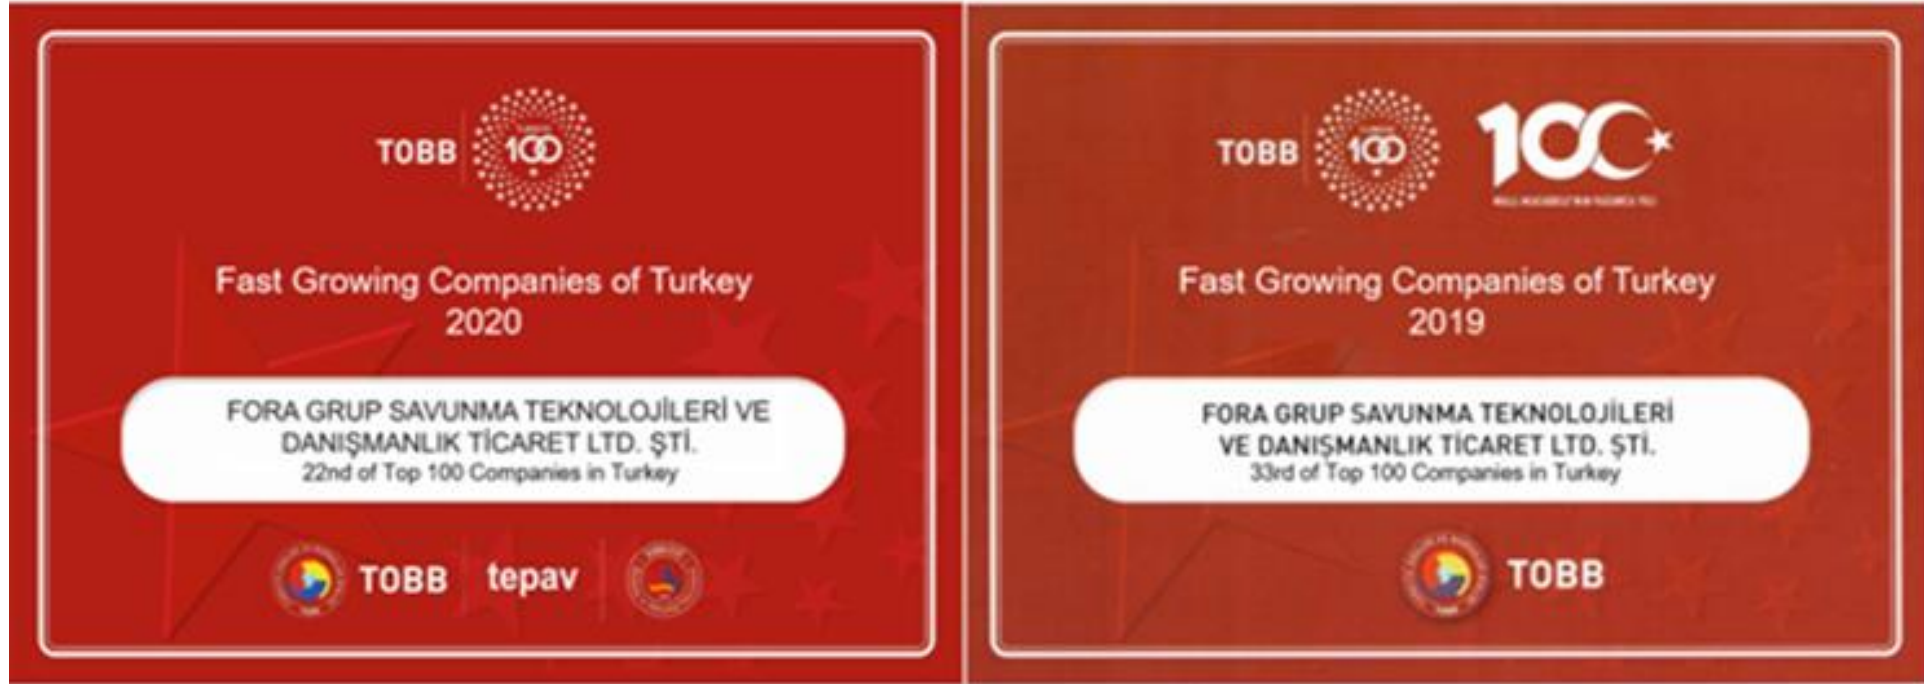 TOBB
100
Fast Growing Companies of Turkey
2020
FORA GRUP SAVUNMA TEKNOLOJİLERİ VE
DANIŞMANLIK TİCARET LTD. ŞTİ.
22nd of Top 100 Companies in Turkey
TOBB tepav
TOBB
100
100
Fast Growing Companies of Turkey
2019
FORA GRUP SAVUNMA TEKNOLOJİLERİ
VE DANIŞMANLIK TİCARET LTD. ŞTİ.
33rd of Top 100 Companies in Turkey
TOBB